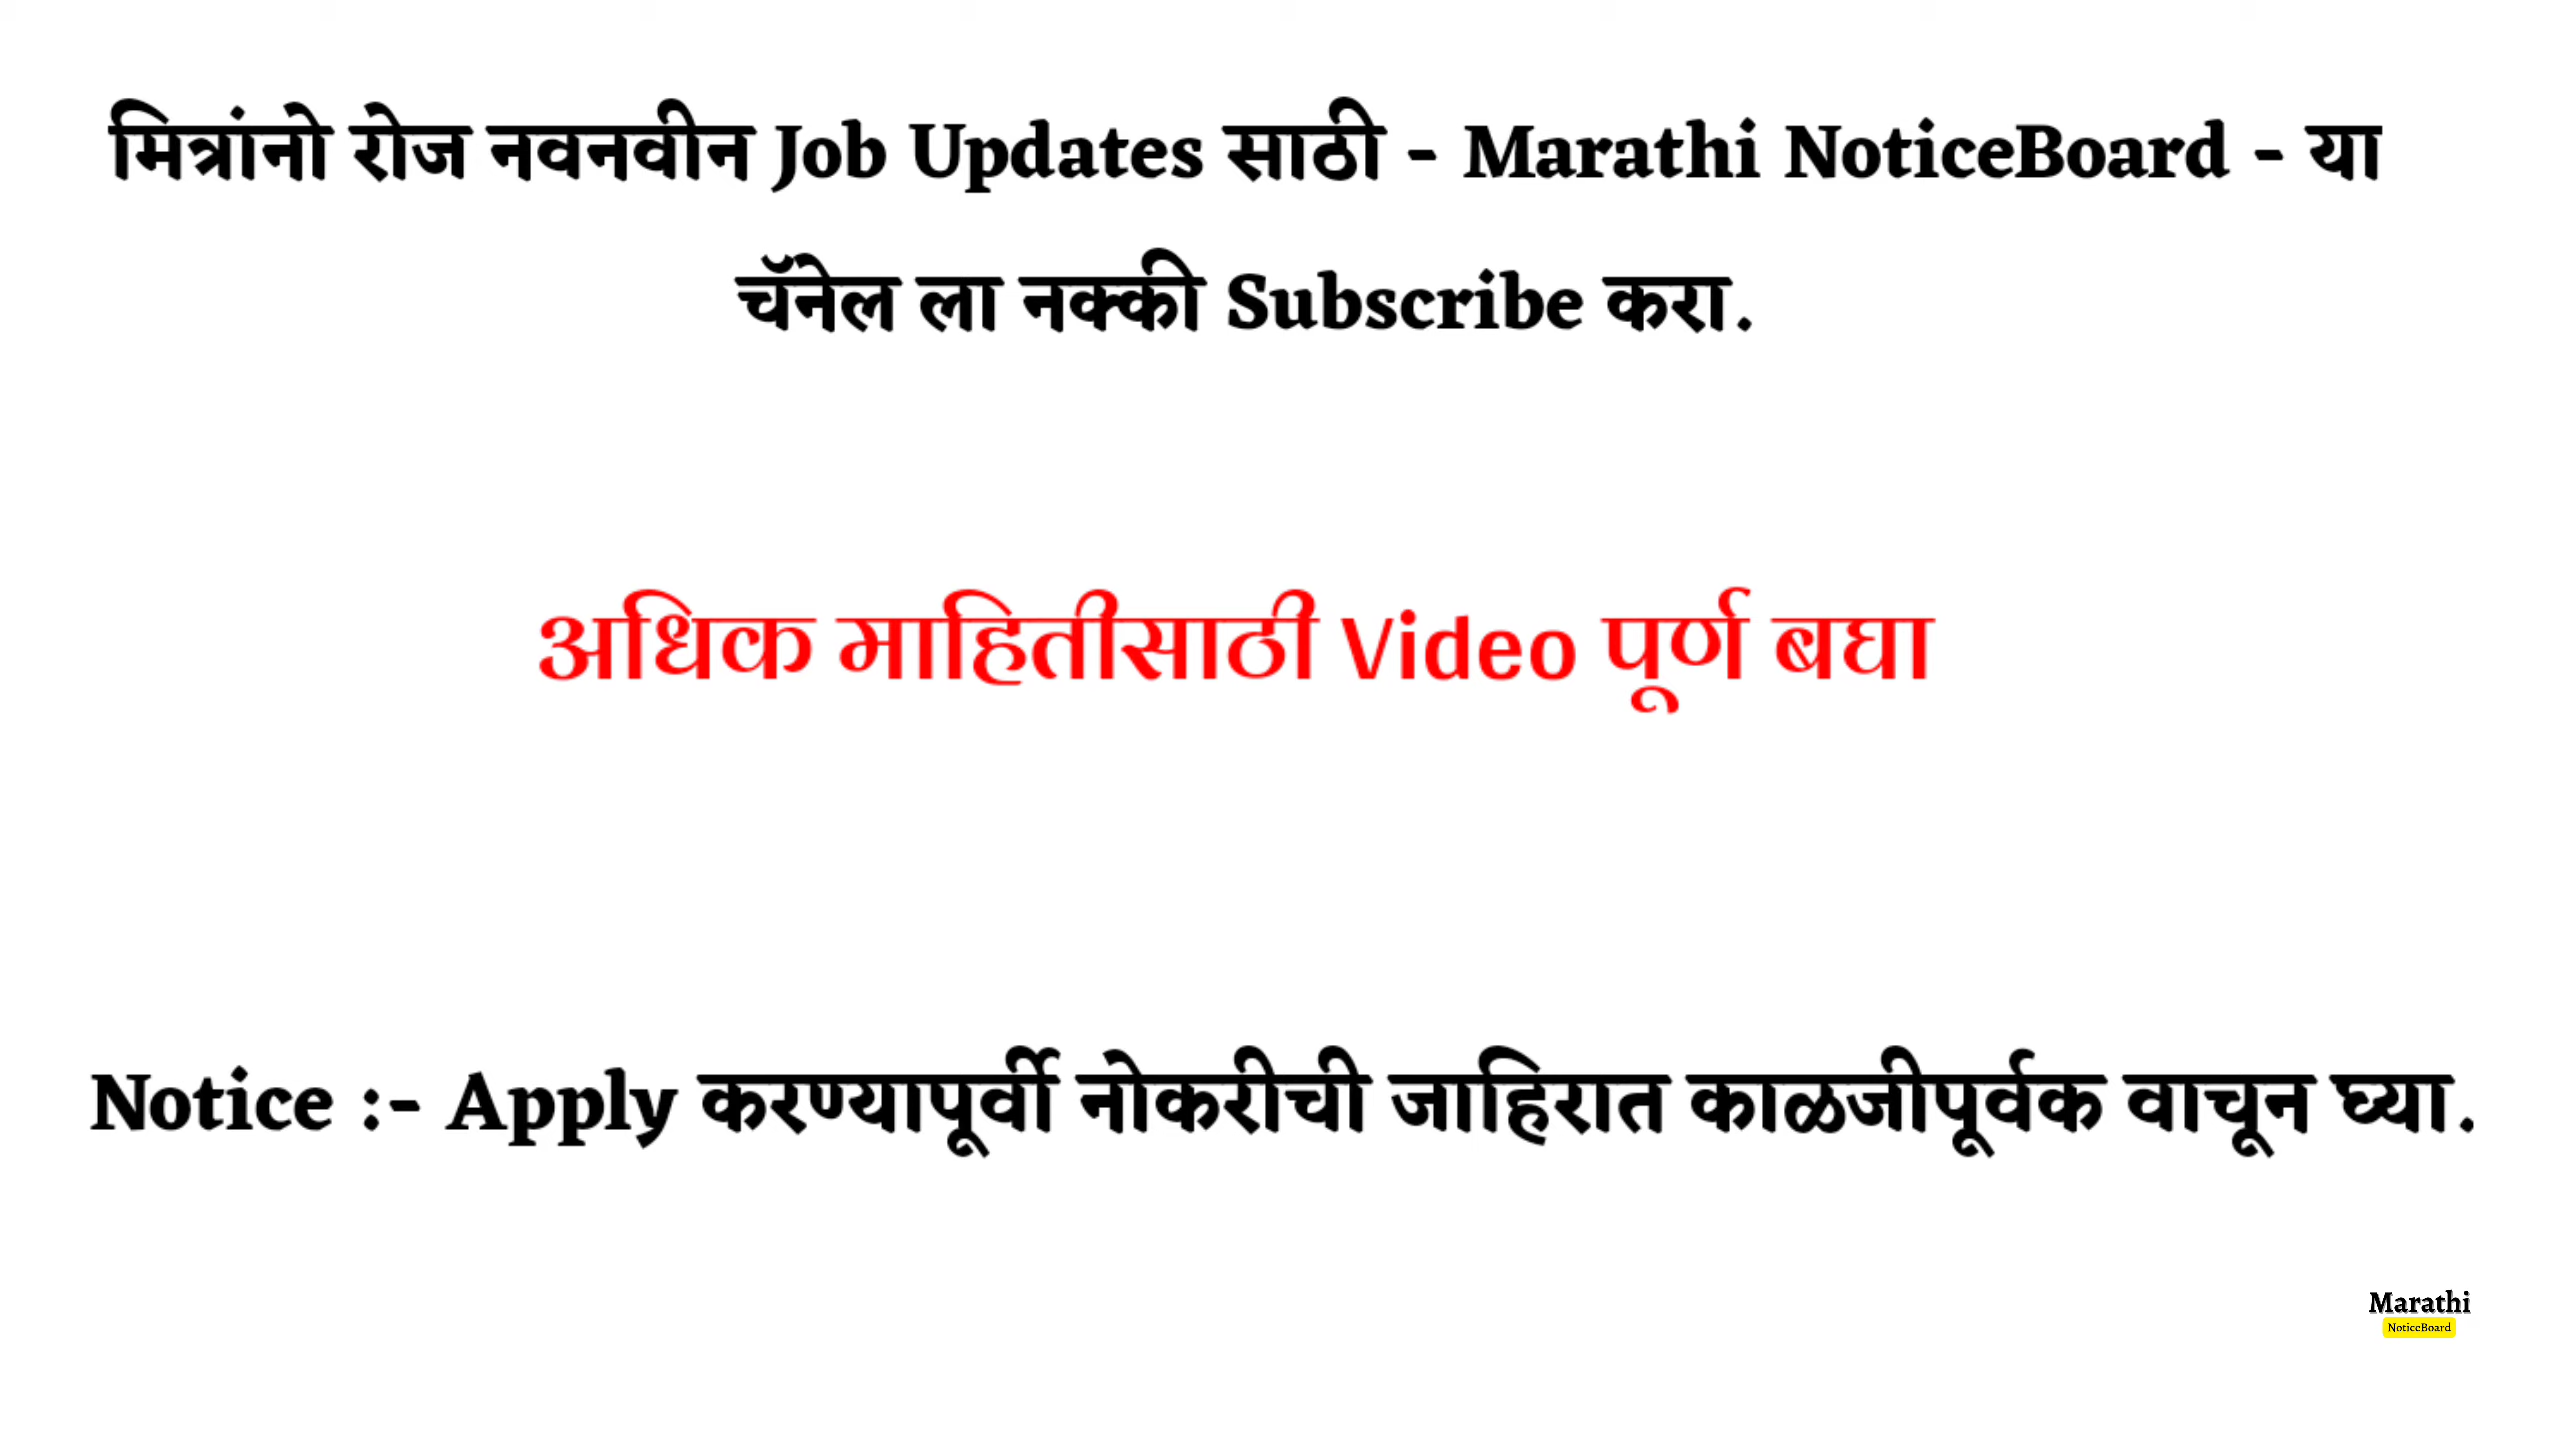 मित्रांनो रोज नवनवीन Job Updates साठी - Marathi NoticeBoard - या
चॅनेल ला नक्की Subscribe करा.
अधिक माहितीसाठी Video पूर्ण बघा
Notice :- Apply करण्यापूर्वी नोकरीची जाहिरात काळजीपूर्वक वाचून घ्या.
Marathi
NoticeBoard